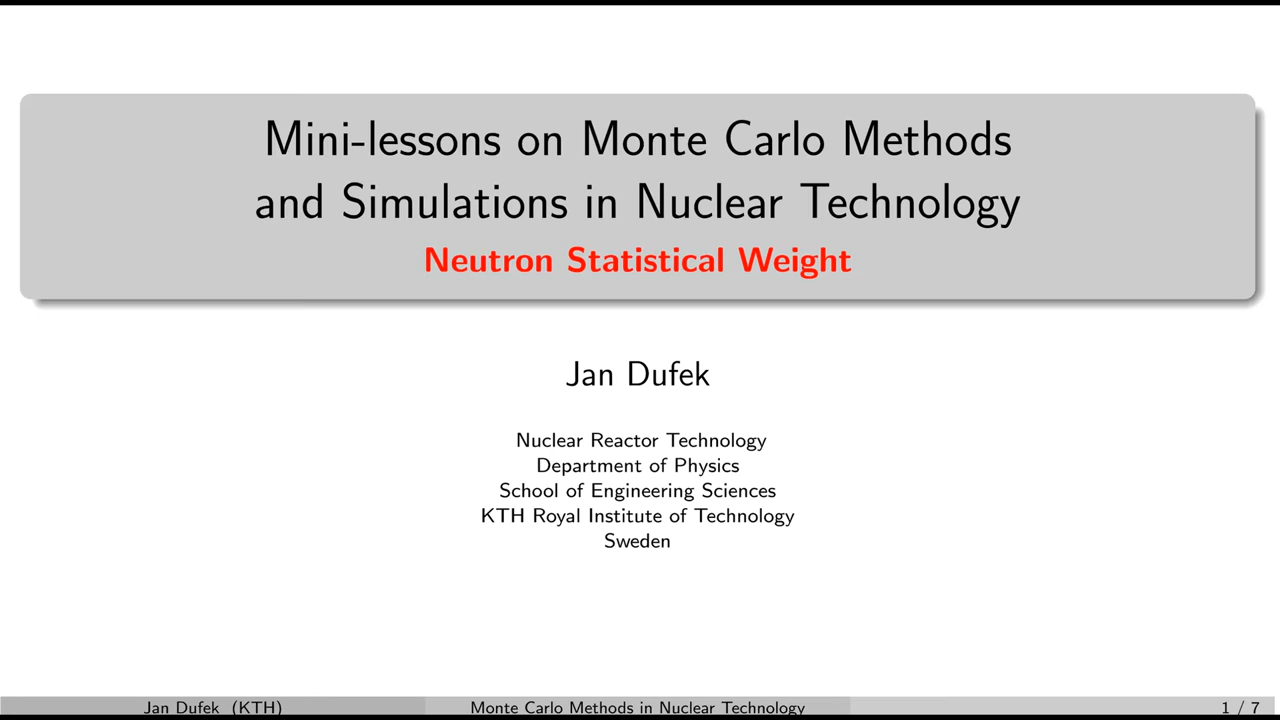 Mini-lessons on Monte Carlo Methods
and Simulations in Nuclear Technology
Neutron Statistical Weight
Jan Dufek
Nuclear Reactor Technology
Department of Physics
School of Engineering Sciences
KTH Royal Institute of Technology
Sweden
Jan Dufek (KTH)
Monte Carlo Methods in Nuclear Technology
1 / 7